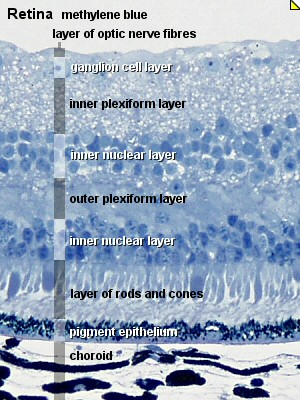 Retina methylene blue
layer of optic nerve fibres
ganglion cell layer
inner plexiform layer
inner nuclear layer
outer plexiform layer
inner nuclear layer
layer of rods and cones
pigment epithelium
choroid